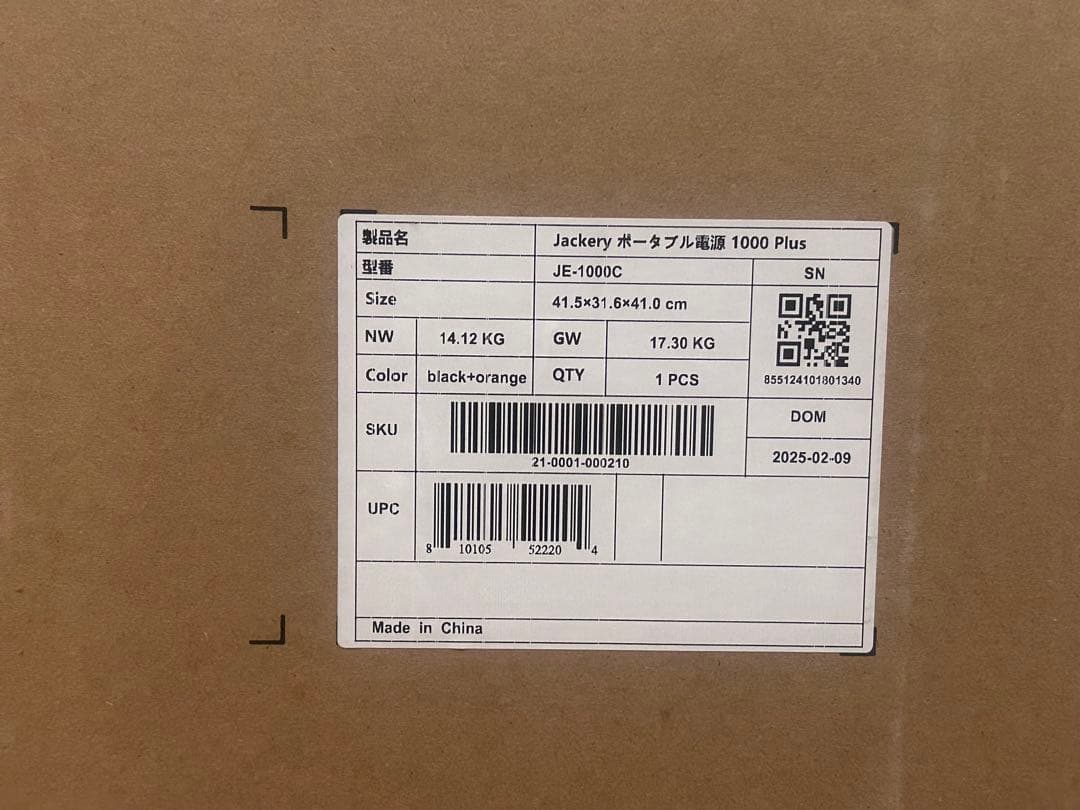 製品名 Jackery ポータブル電源 1000 Plus
型番 JE-1000C SN
Size 41.5×31.6×41.0 cm
NW 14.12 KG GW 17.30 KG
855124101801340
Color black+orange QTY 1 PCS
SKU 21-0001-000210
DOM
2025-02-09
UPC 8 10105 52220 4
Made in China